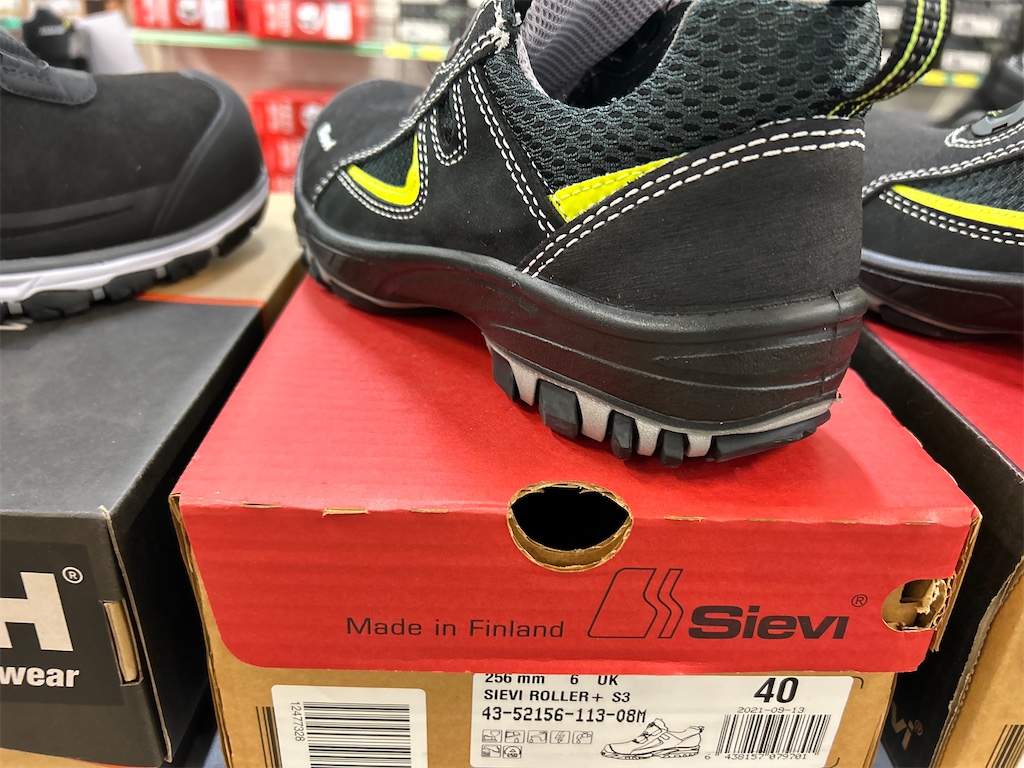 H®
wear
Made in Finland
Sievi®
256 mm 6 UK
40
SIEVI ROLLER+ S3
2021-09-13
43-52156-113-08M
12477328
6 438157 079701